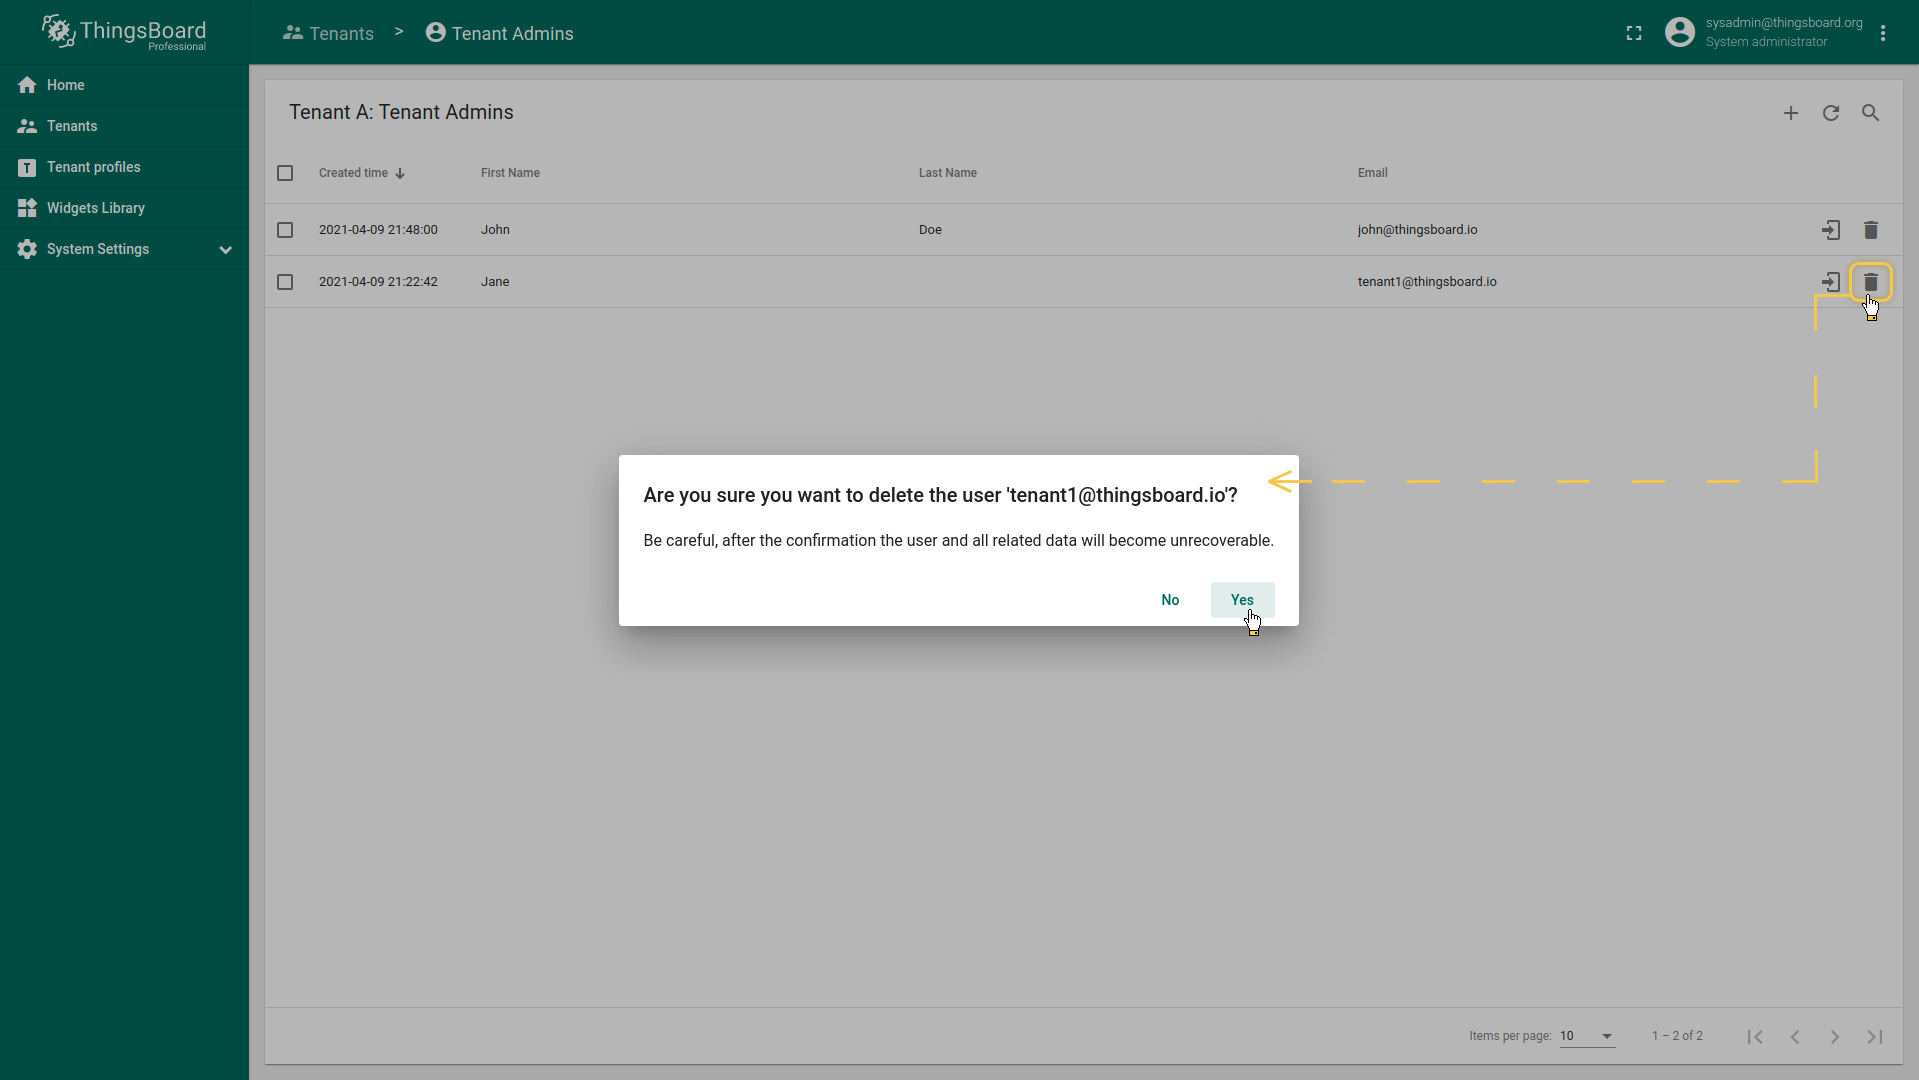 ThingsBoard
Professional
Tenants > Tenant Admins
sysadmin@thingsboard.org
System administrator
Home
Tenants
Tenant profiles
Widgets Library
System Settings
Tenant A: Tenant Admins
Created time First Name Last Name Email
2021-04-09 21:48:00 John Doe john@thingsboard.io
2021-04-09 21:22:42 Jane tenant1@thingsboard.io
Are you sure you want to delete the user 'tenant1@thingsboard.io'?
Be careful, after the confirmation the user and all related data will become unrecoverable.
No Yes
Items per page: 10 1 – 2 of 2